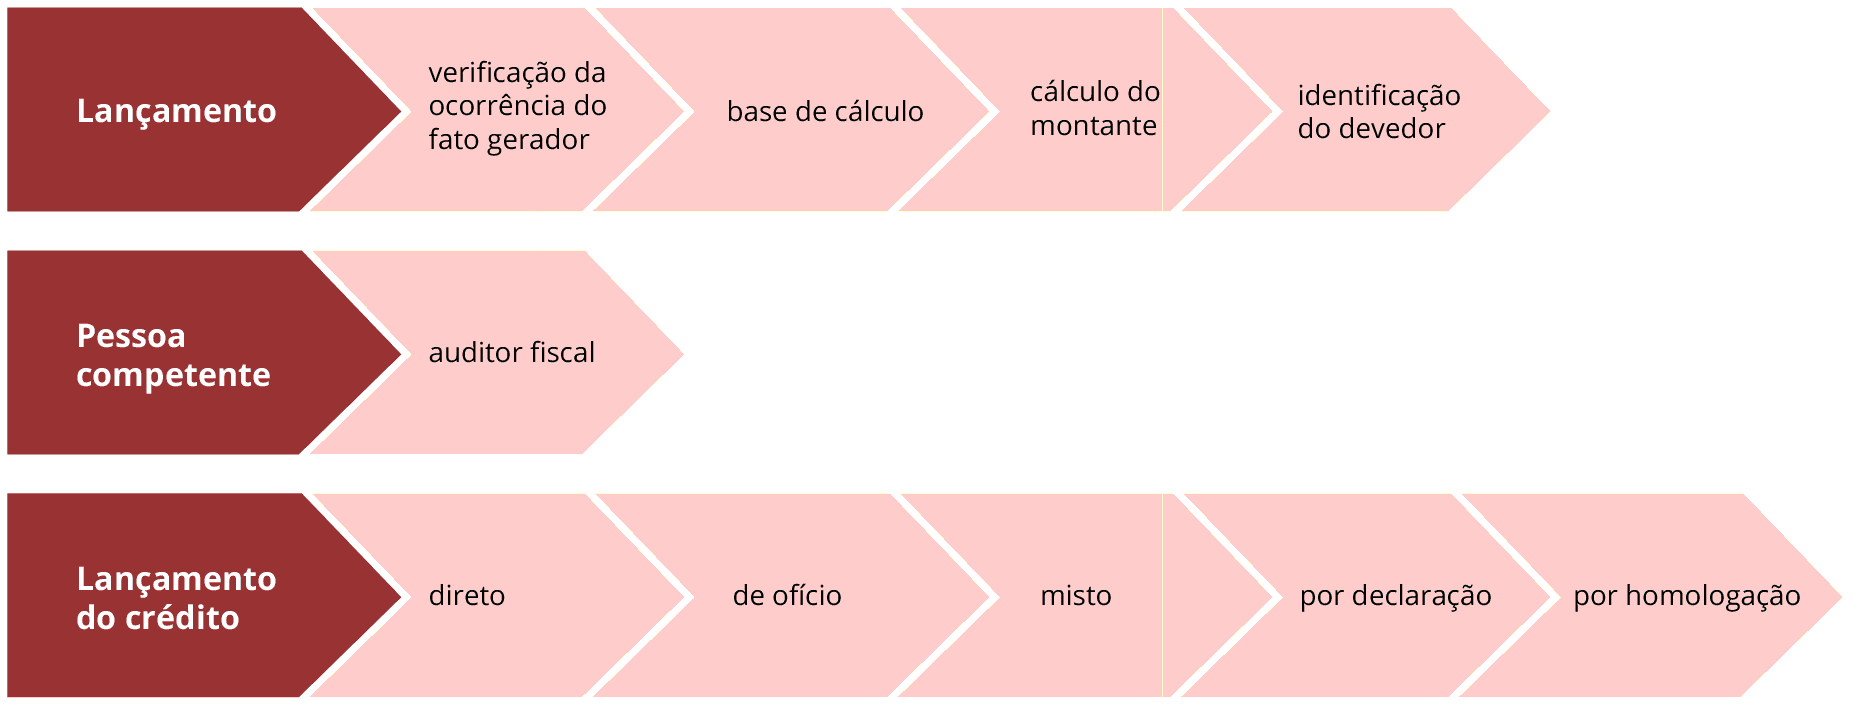 Lançamento
verificação da
ocorrência do
fato gerador
base de cálculo
cálculo do
montante
identificação
do devedor
Pessoa
competente
auditor fiscal
Lançamento
do crédito
direto
de ofício
misto
por declaração
por homologação